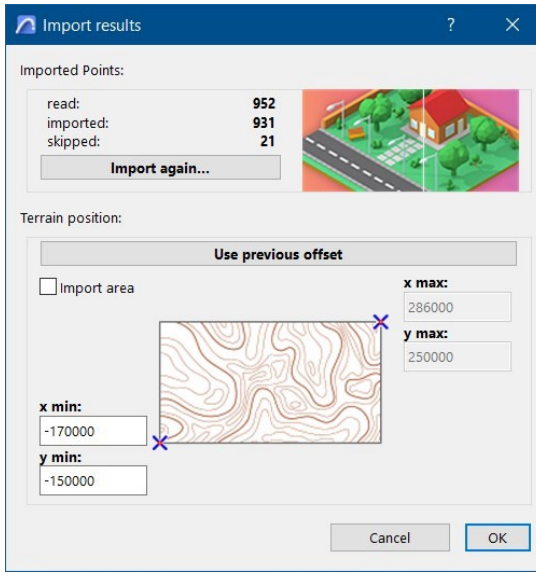 Import results
?
Imported Points:
read: 952
imported: 931
skipped: 21
Import again...
Terrain position:
Use previous offset
Import area
x max:
286000
y max:
250000
x min:
-170000
y min:
-150000
Cancel OK